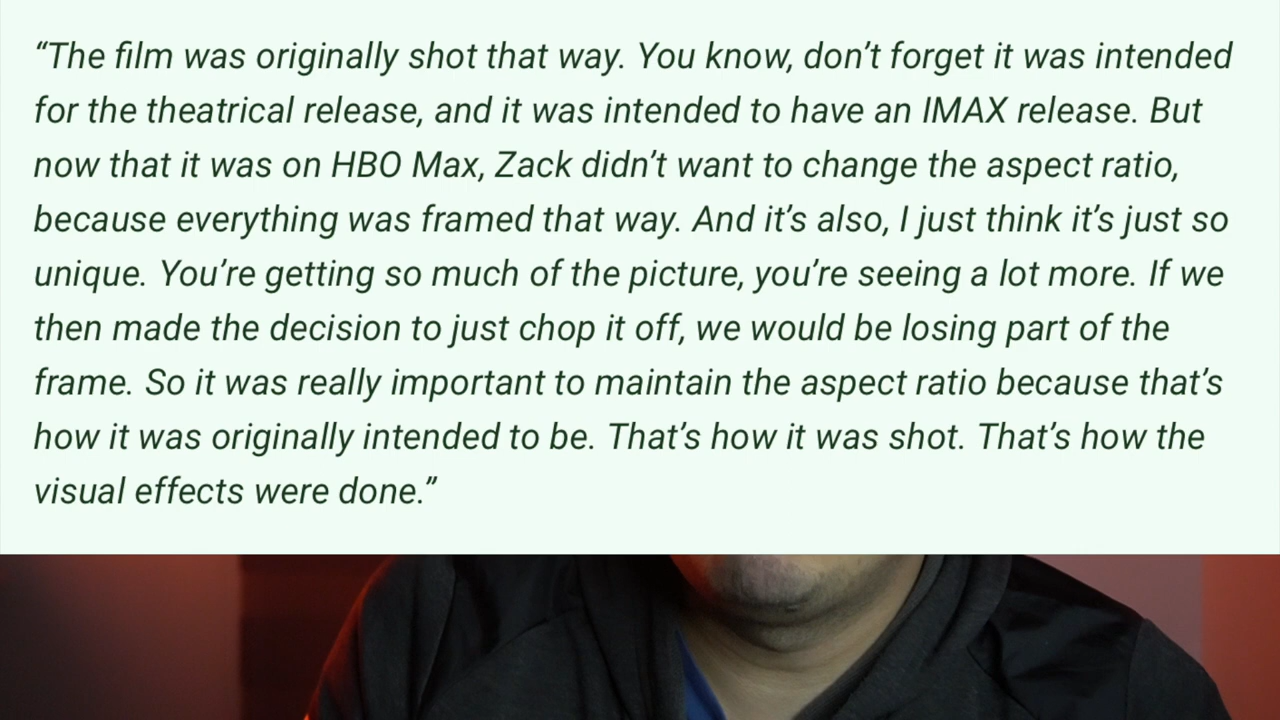 “The film was originally shot that way. You know, don’t forget it was intended
for the theatrical release, and it was intended to have an IMAX release. But
now that it was on HBO Max, Zack didn’t want to change the aspect ratio,
because everything was framed that way. And it’s also, I just think it’s just so
unique. You’re getting so much of the picture, you’re seeing a lot more. If we
then made the decision to just chop it off, we would be losing part of the
frame. So it was really important to maintain the aspect ratio because that’s
how it was originally intended to be. That’s how it was shot. That’s how the
visual effects were done.”